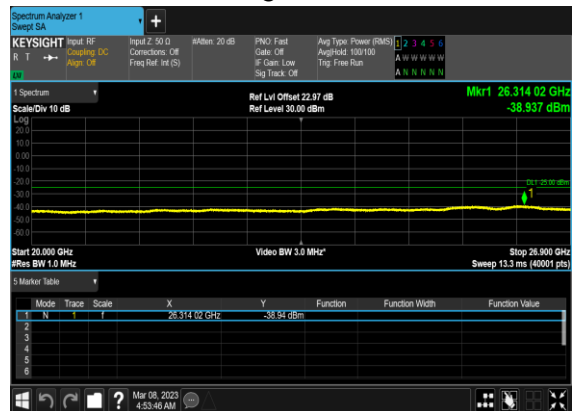 Spectrum Analyzer 1
Swept SA
KEYSIGHT Input: RF Input Z: 50 Ω #Atten: 20 dB PNO: Fast Avg Type: Power (RMS) 1 2 3 4 5 6
R T Coupling: DC Corrections: Off Gate: Off Avg|Hold: 100/100 A W W W W W
Align: Off Freq Ref: Int (S) IF Gain: Low Trig: Free Run
Sig Track: Off A N N N N N
1 Spectrum Ref Lvl Offset 22.97 dB Mkr1 26.314 02 GHz
Scale/Div 10 dB Ref Level 30.00 dBm -38.937 dBm
Log
20.0
10.0
0.00
-10.0
-20.0
DL1 -25.00 dBm
-30.0
1
-40.0
-50.0
-60.0
Start 20.000 GHz Video BW 3.0 MHz* Stop 26.900 GHz
#Res BW 1.0 MHz Sweep 13.3 ms (40001 pts)
5 Marker Table
Mode Trace Scale X Y Function Function Width Function Value
1 N 1 f 26.314 02 GHz -38.94 dBm
2
3
4
5
6
Mar 08, 2023
4:53:46 AM